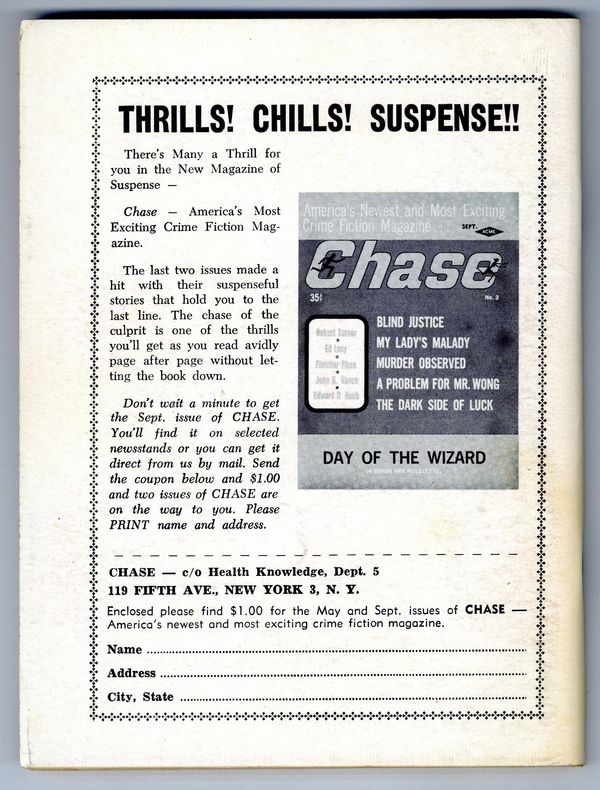 THRILLS! CHILLS! SUSPENSE!!
There's Many a Thrill for
you in the New Magazine of
Suspense —
Chase — America's Most
Exciting Crime Fiction Mag-
azine.
The last two issues made a
hit with their suspenseful
stories that hold you to the
last line. The chase of the
culprit is one of the thrills
you'll get as you read avidly
page after page without let-
ting the book down.
Don't wait a minute to get
the Sept. issue of CHASE.
You'll find it on selected
newsstands or you can get it
direct from us by mail. Send
the coupon below and $1.00
and two issues of CHASE are
on the way to you. Please
PRINT name and address.
America's Newest and Most Exciting
Crime Fiction Magazine...
SEPT.
ACME
Chase
35¢
No. 3
Robert Turner
Ed Lacy
Fletcher Flora
John B. Vance
Edward D. Hoch
BLIND JUSTICE
MY LADY'S MALADY
MURDER OBSERVED
A PROBLEM FOR MR. WONG
THE DARK SIDE OF LUCK
DAY OF THE WIZARD
(A SIMON ARK NOVELETTE)
CHASE — c/o Health Knowledge, Dept. 5
119 FIFTH AVE., NEW YORK 3, N. Y.
Enclosed please find $1.00 for the May and Sept. issues of CHASE —
America's newest and most exciting crime fiction magazine.
Name
Address
City, State